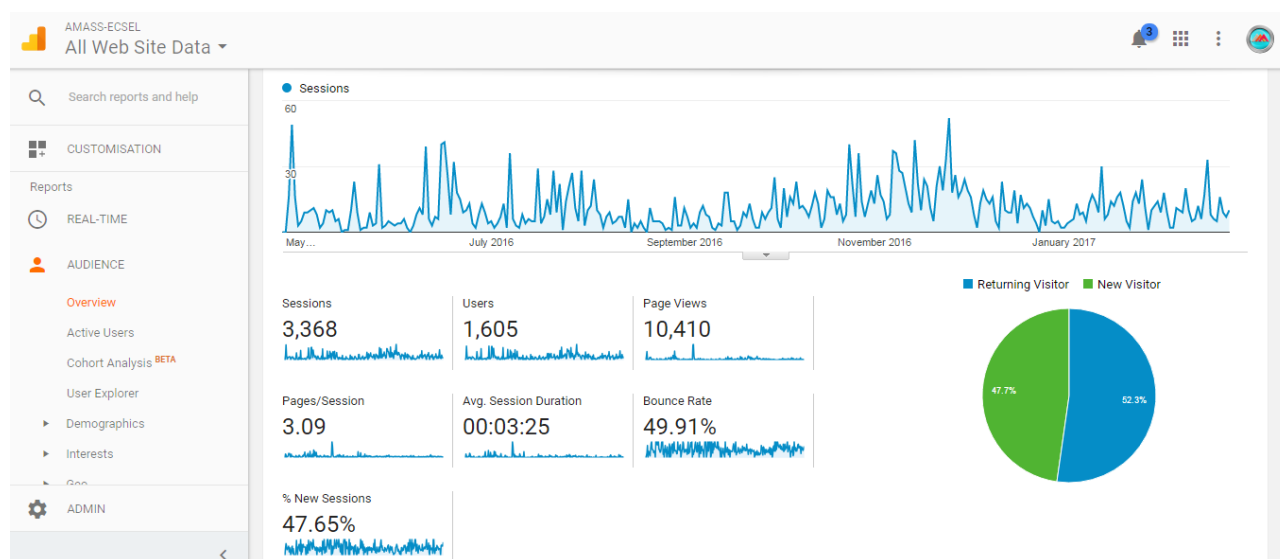 AMASS-ECSEL
All Web Site Data
3
Search reports and help
CUSTOMISATION
Reports
REAL-TIME
AUDIENCE
Overview
Active Users
Cohort Analysis BETA
User Explorer
Demographics
Interests
Geo
ADMIN
Sessions
60
30
May... July 2016 September 2016 November 2016 January 2017
Returning Visitor New Visitor
47.7% 52.3%
Sessions Users Page Views
3,368 1,605 10,410
Pages/Session Avg. Session Duration Bounce Rate
3.09 00:03:25 49.91%
% New Sessions
47.65%